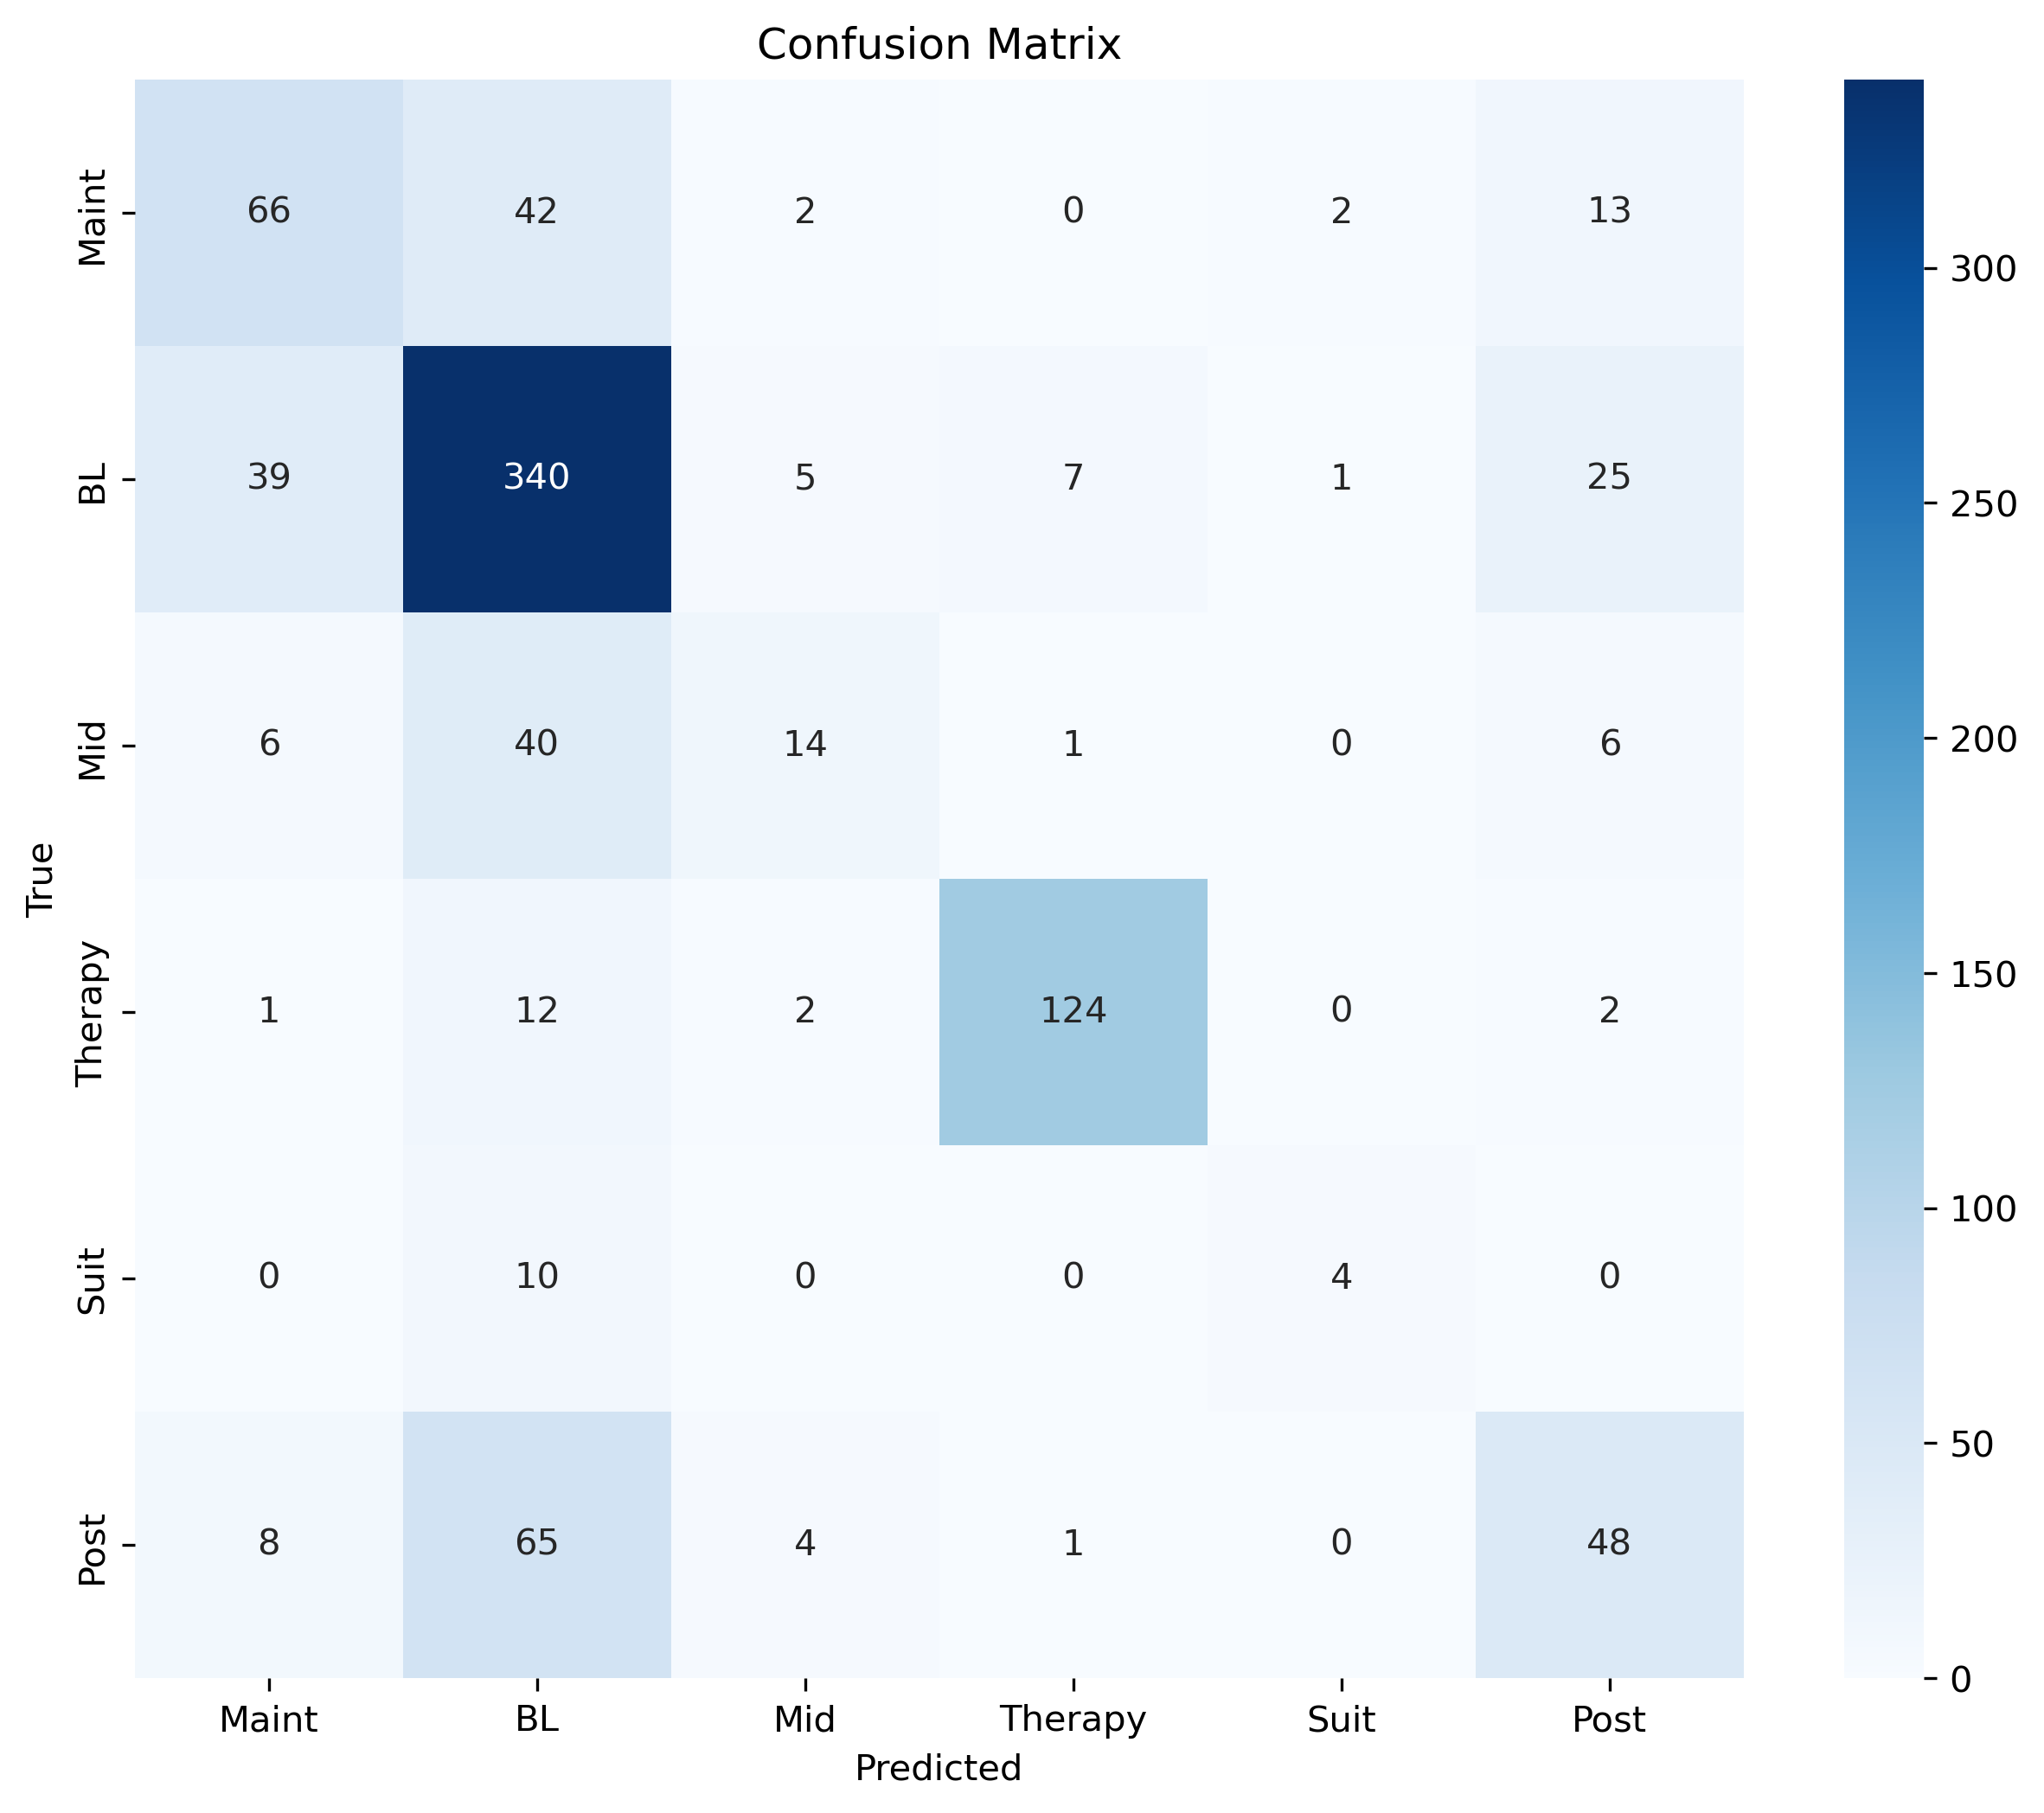 Confusion Matrix
Maint 66 42 2 0 2 13
BL 39 340 5 7 1 25
Mid 6 40 14 1 0 6
Therapy 1 12 2 124 0 2
Suit 0 10 0 0 4 0
Post 8 65 4 1 0 48
True
Maint BL Mid Therapy Suit Post
Predicted
300
250
200
150
100
50
0